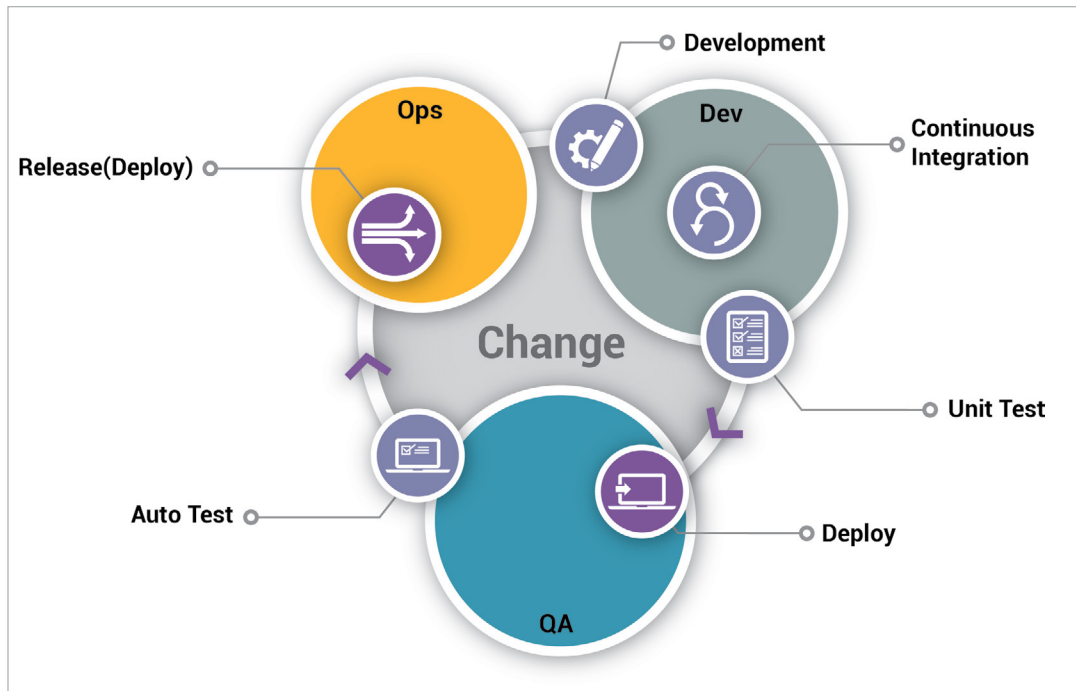 Development
Ops
Dev
Continuous
Integration
Release(Deploy)
Change
Unit Test
Auto Test
Deploy
QA